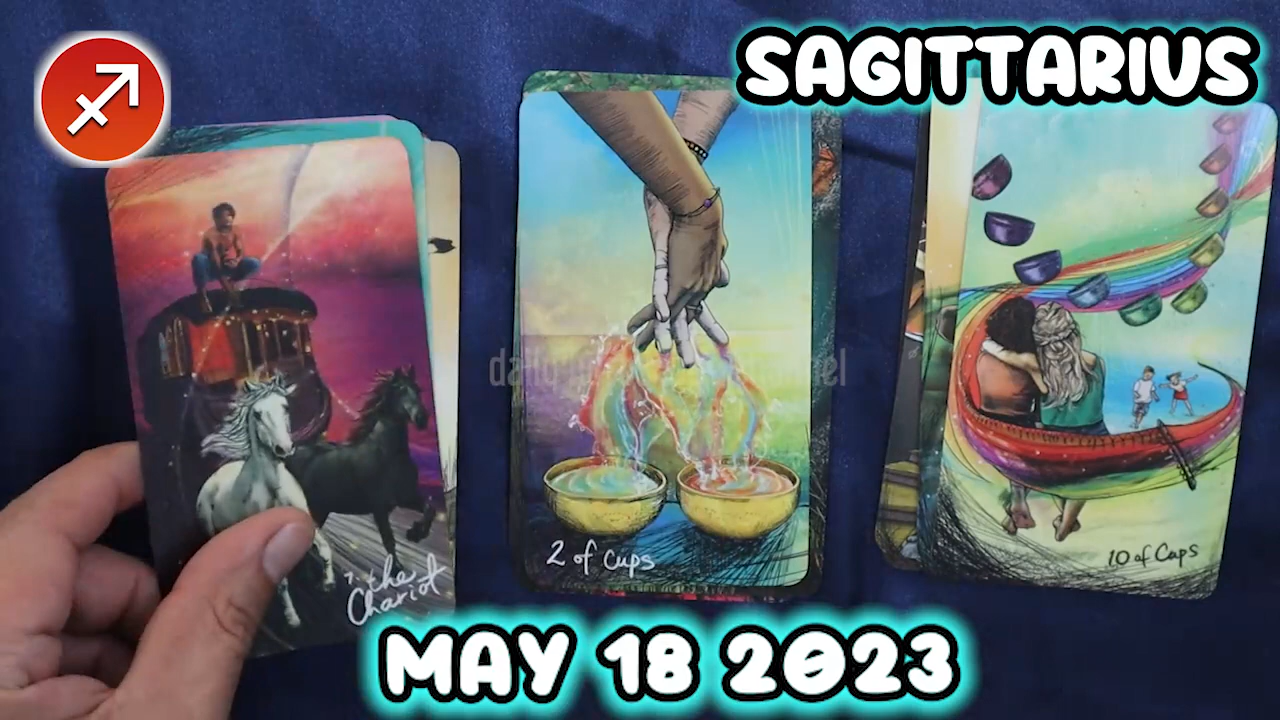 SAGITTARIUS
7. the
Chariot
2 of Cups
10 of Cups
MAY 18 2023